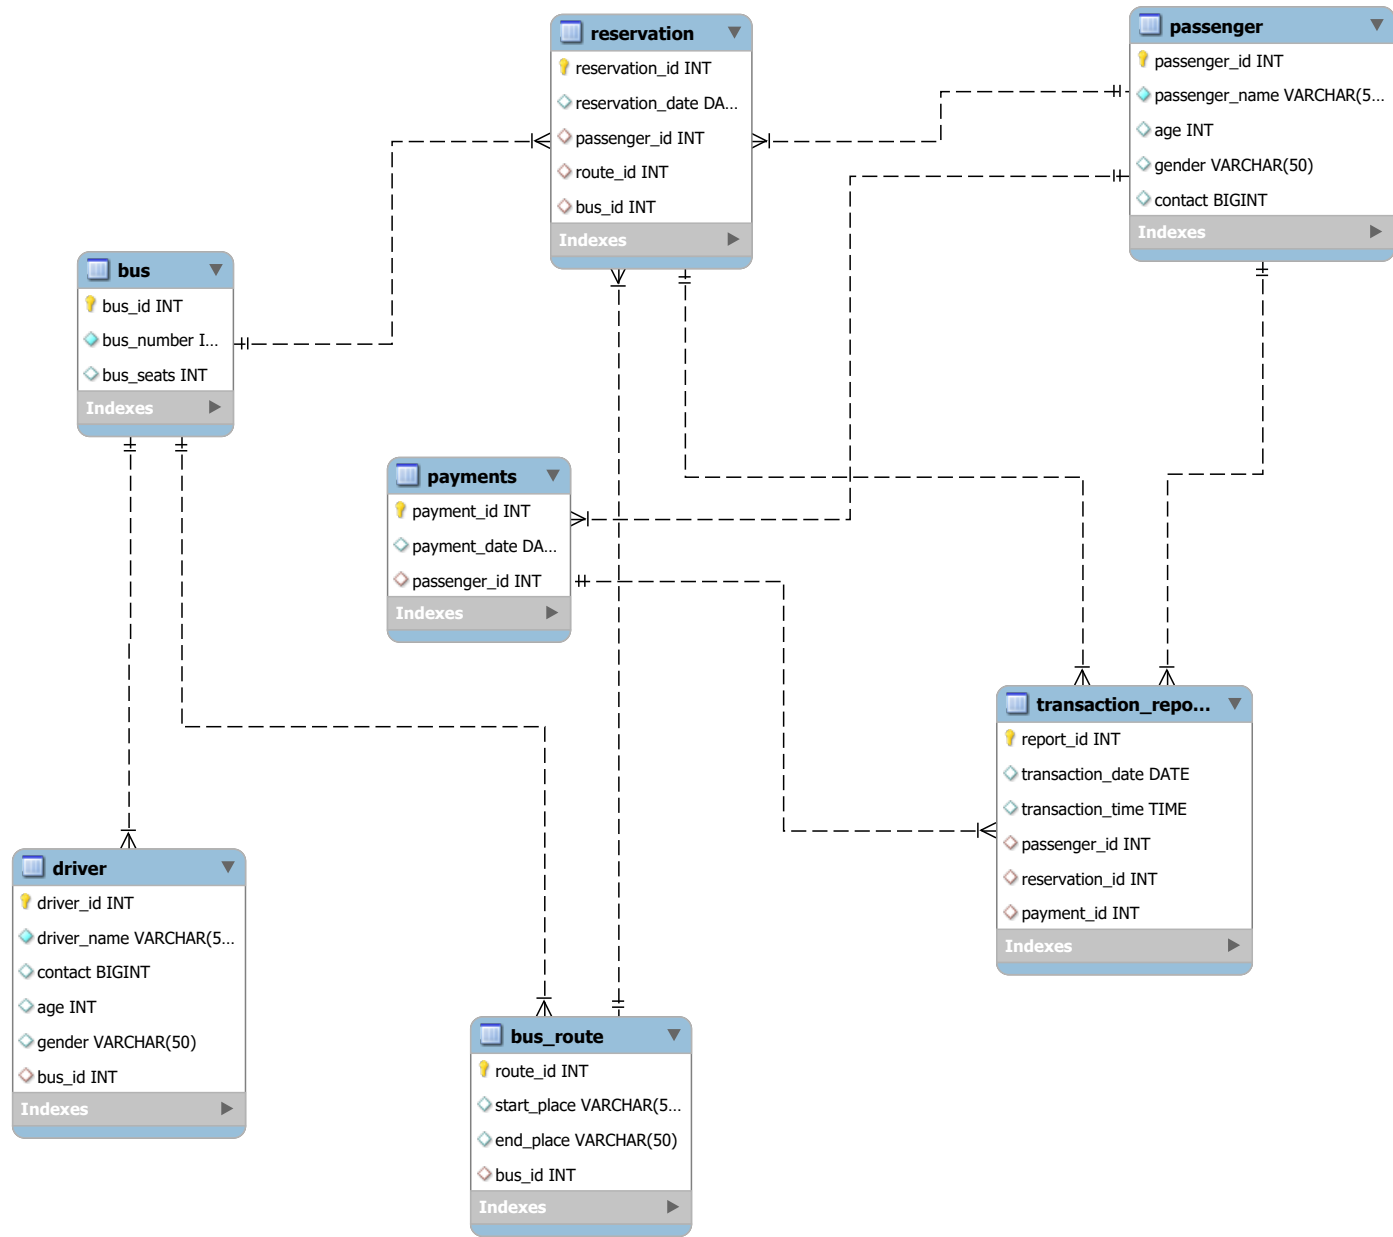 reservation
reservation_id INT
reservation_date DA...
passenger_id INT
route_id INT
bus_id INT
Indexes
passenger
passenger_id INT
passenger_name VARCHAR(5...
age INT
gender VARCHAR(50)
contact BIGINT
Indexes
bus
bus_id INT
bus_number I...
bus_seats INT
Indexes
payments
payment_id INT
payment_date DA...
passenger_id INT
Indexes
transaction_repo...
report_id INT
transaction_date DATE
transaction_time TIME
passenger_id INT
reservation_id INT
payment_id INT
Indexes
driver
driver_id INT
driver_name VARCHAR(5...
contact BIGINT
age INT
gender VARCHAR(50)
bus_id INT
Indexes
bus_route
route_id INT
start_place VARCHAR(5...
end_place VARCHAR(50)
bus_id INT
Indexes